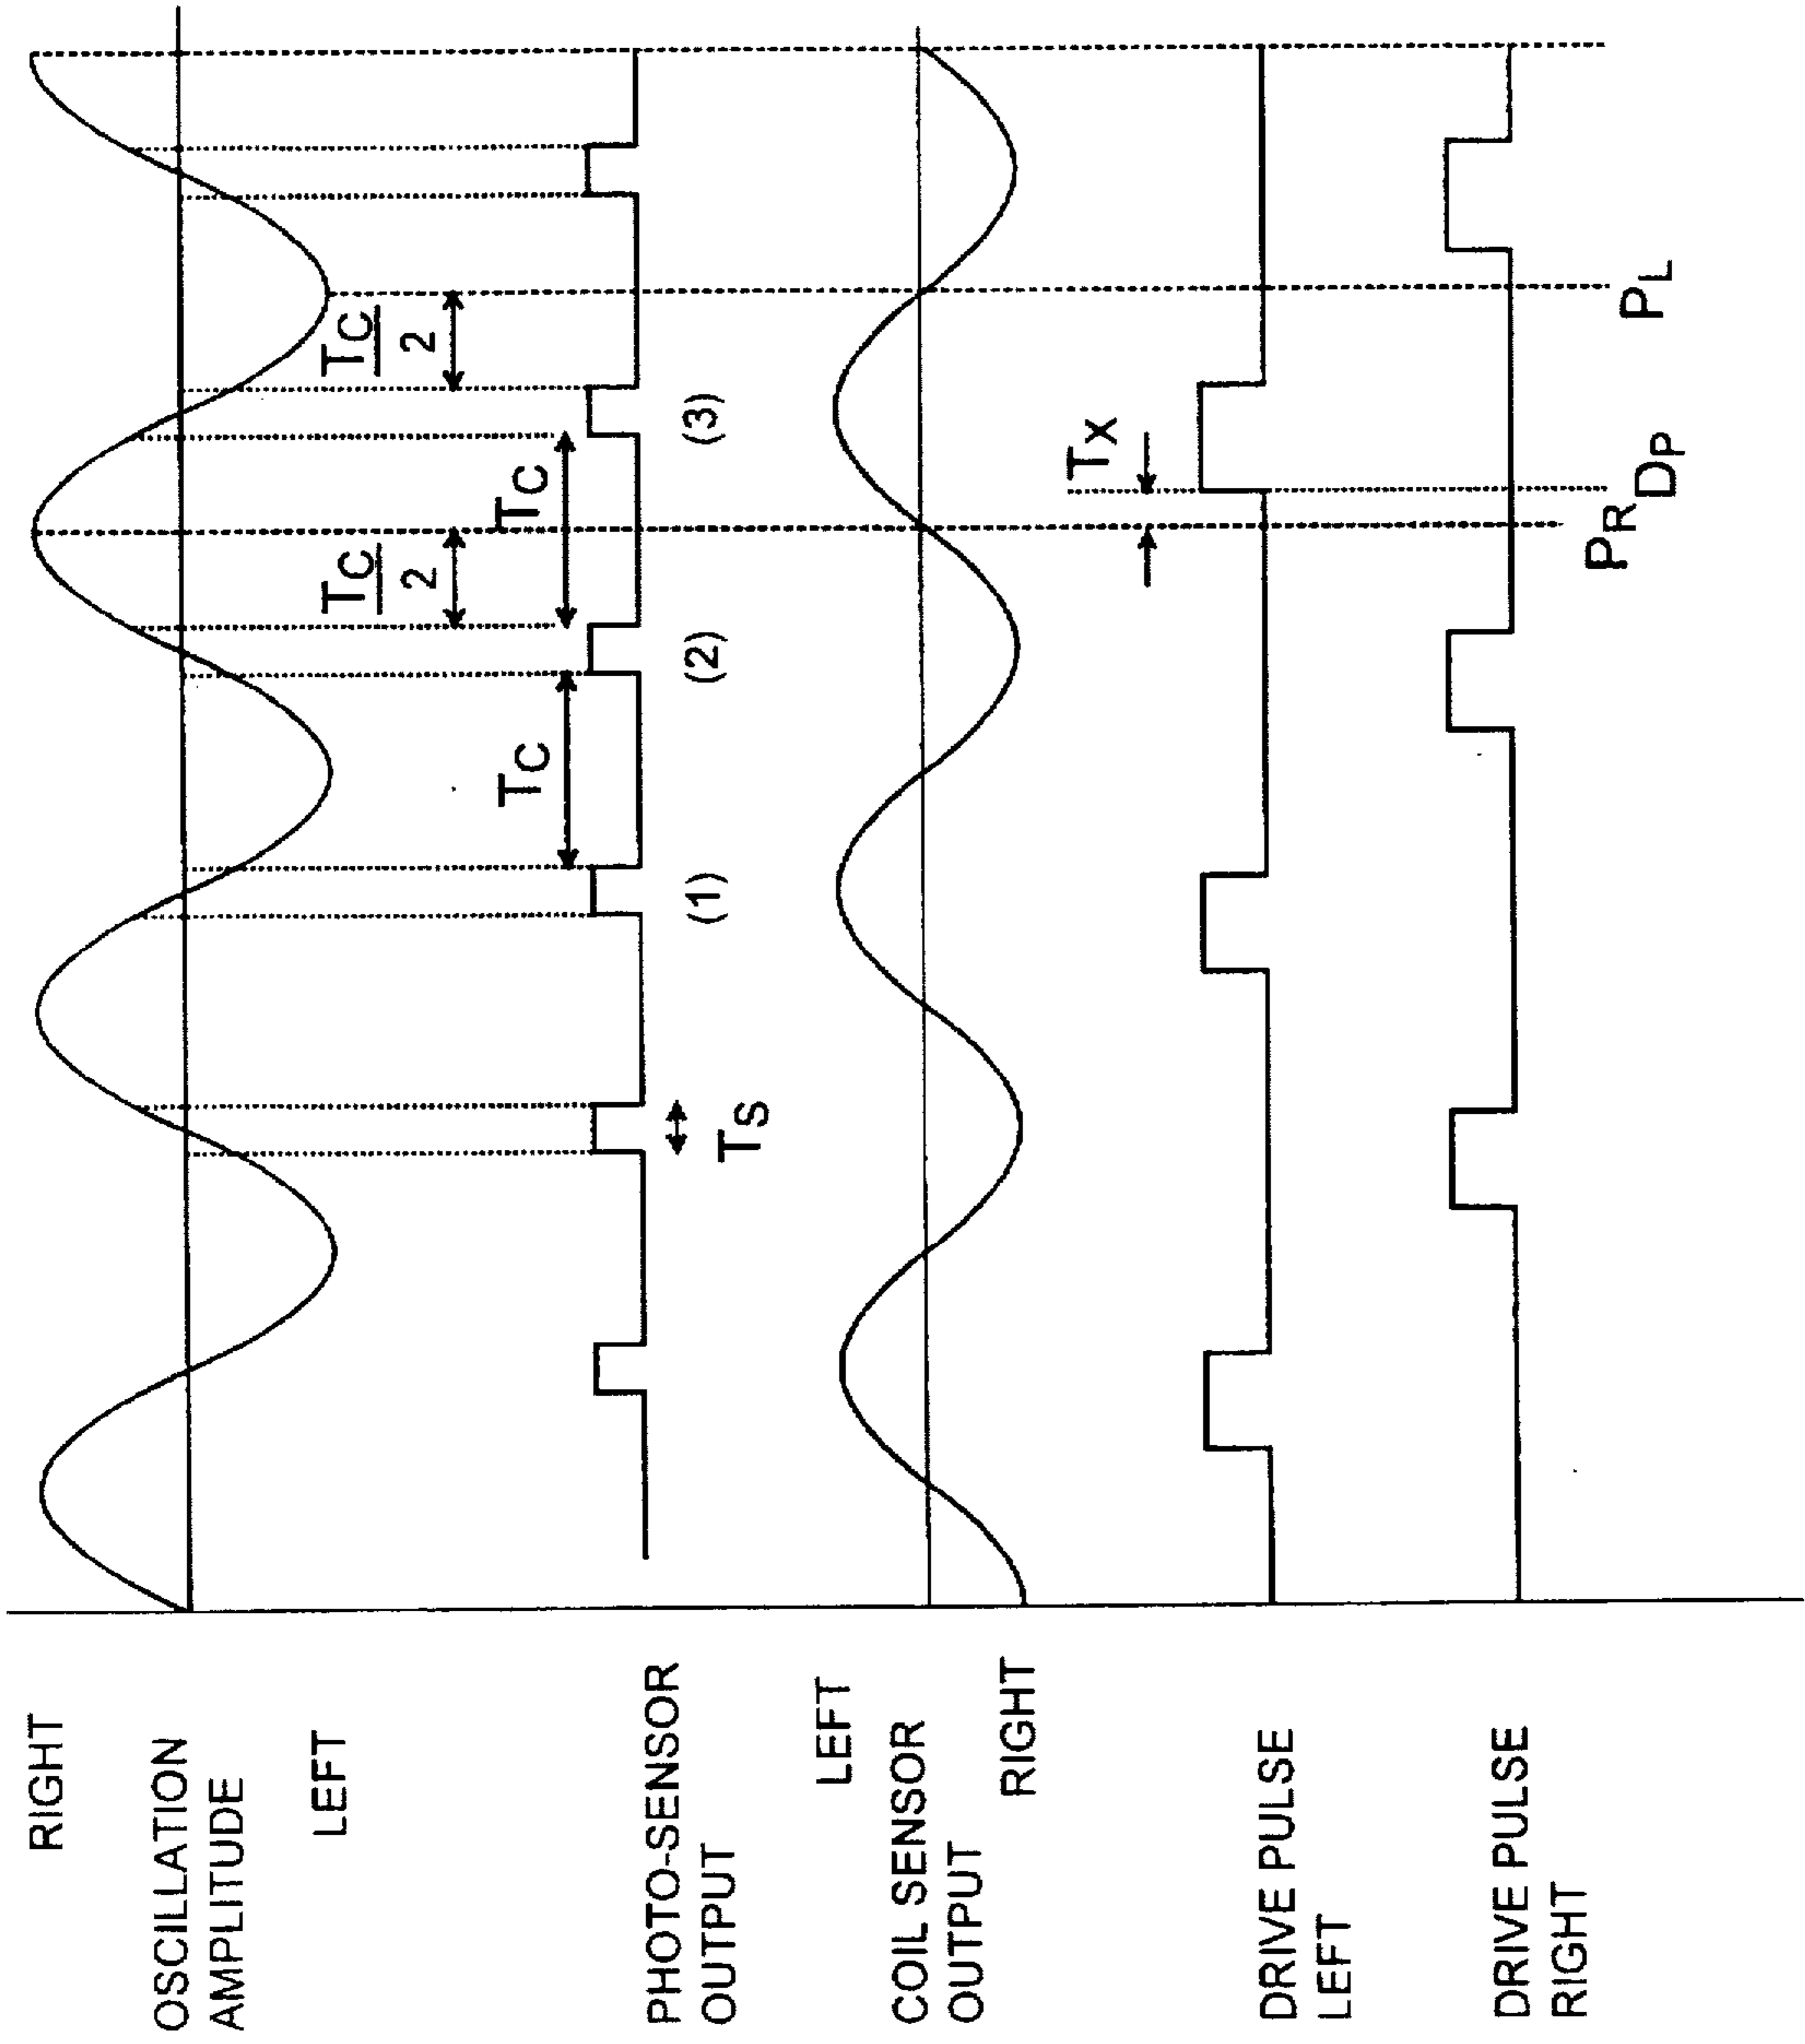 RIGHT
OSCILLATION
AMPLITUDE
LEFT
TC
2
TC
2
TC
TC
PHOTO-SENSOR
OUTPUT
TS
(1)
(2)
(3)
LEFT
COIL SENSOR
OUTPUT
RIGHT
TX
DRIVE PULSE
LEFT
DRIVE PULSE
RIGHT
PR
DP
PL